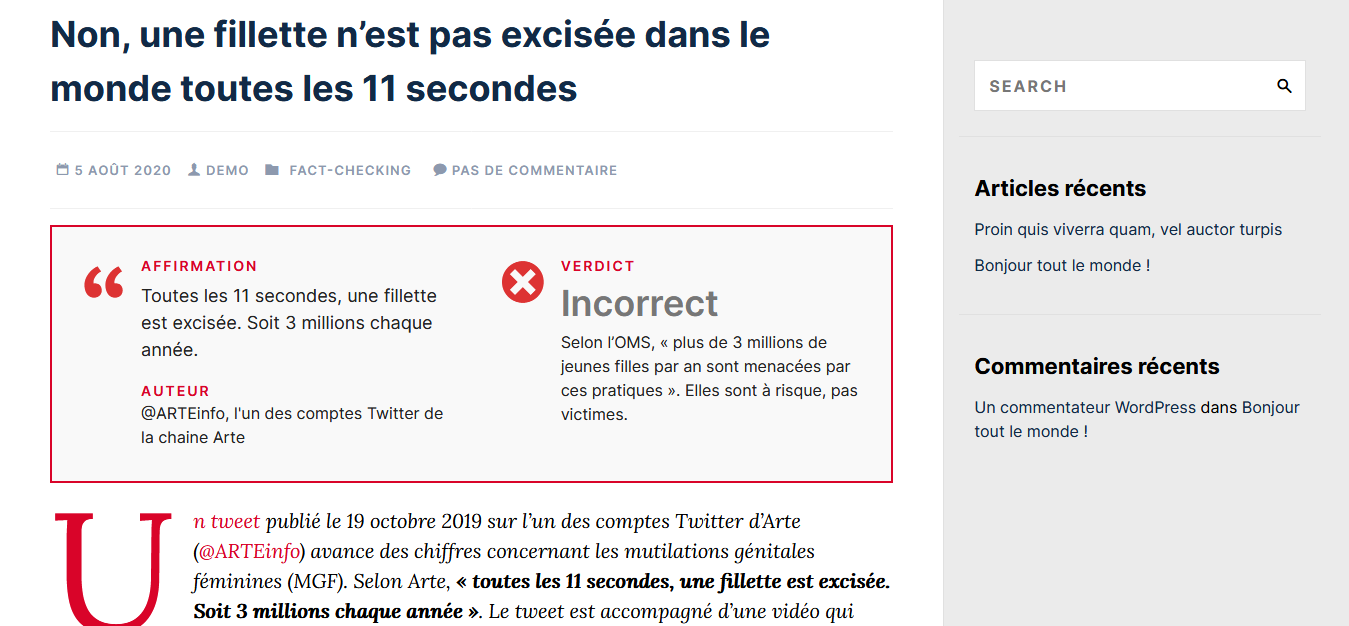 Non, une fillette n’est pas excisée dans le
monde toutes les 11 secondes
5 AOÛT 2020 DEMO FACT-CHECKING PAS DE COMMENTAIRE
AFFIRMATION
Toutes les 11 secondes, une fillette
est excisée. Soit 3 millions chaque
année.
AUTEUR
@ARTEinfo, l'un des comptes Twitter de
la chaine Arte
VERDICT
Incorrect
Selon l’OMS, « plus de 3 millions de
jeunes filles par an sont menacées par
ces pratiques ». Elles sont à risque, pas
victimes.
Un tweet publié le 19 octobre 2019 sur l’un des comptes Twitter d’Arte
(@ARTEinfo) avance des chiffres concernant les mutilations génitales
féminines (MGF). Selon Arte, « toutes les 11 secondes, une fillette est excisée.
Soit 3 millions chaque année ». Le tweet est accompagné d’une vidéo qui
SEARCH
Articles récents
Proin quis viverra quam, vel auctor turpis
Bonjour tout le monde !
Commentaires récents
Un commentateur WordPress dans Bonjour
tout le monde !